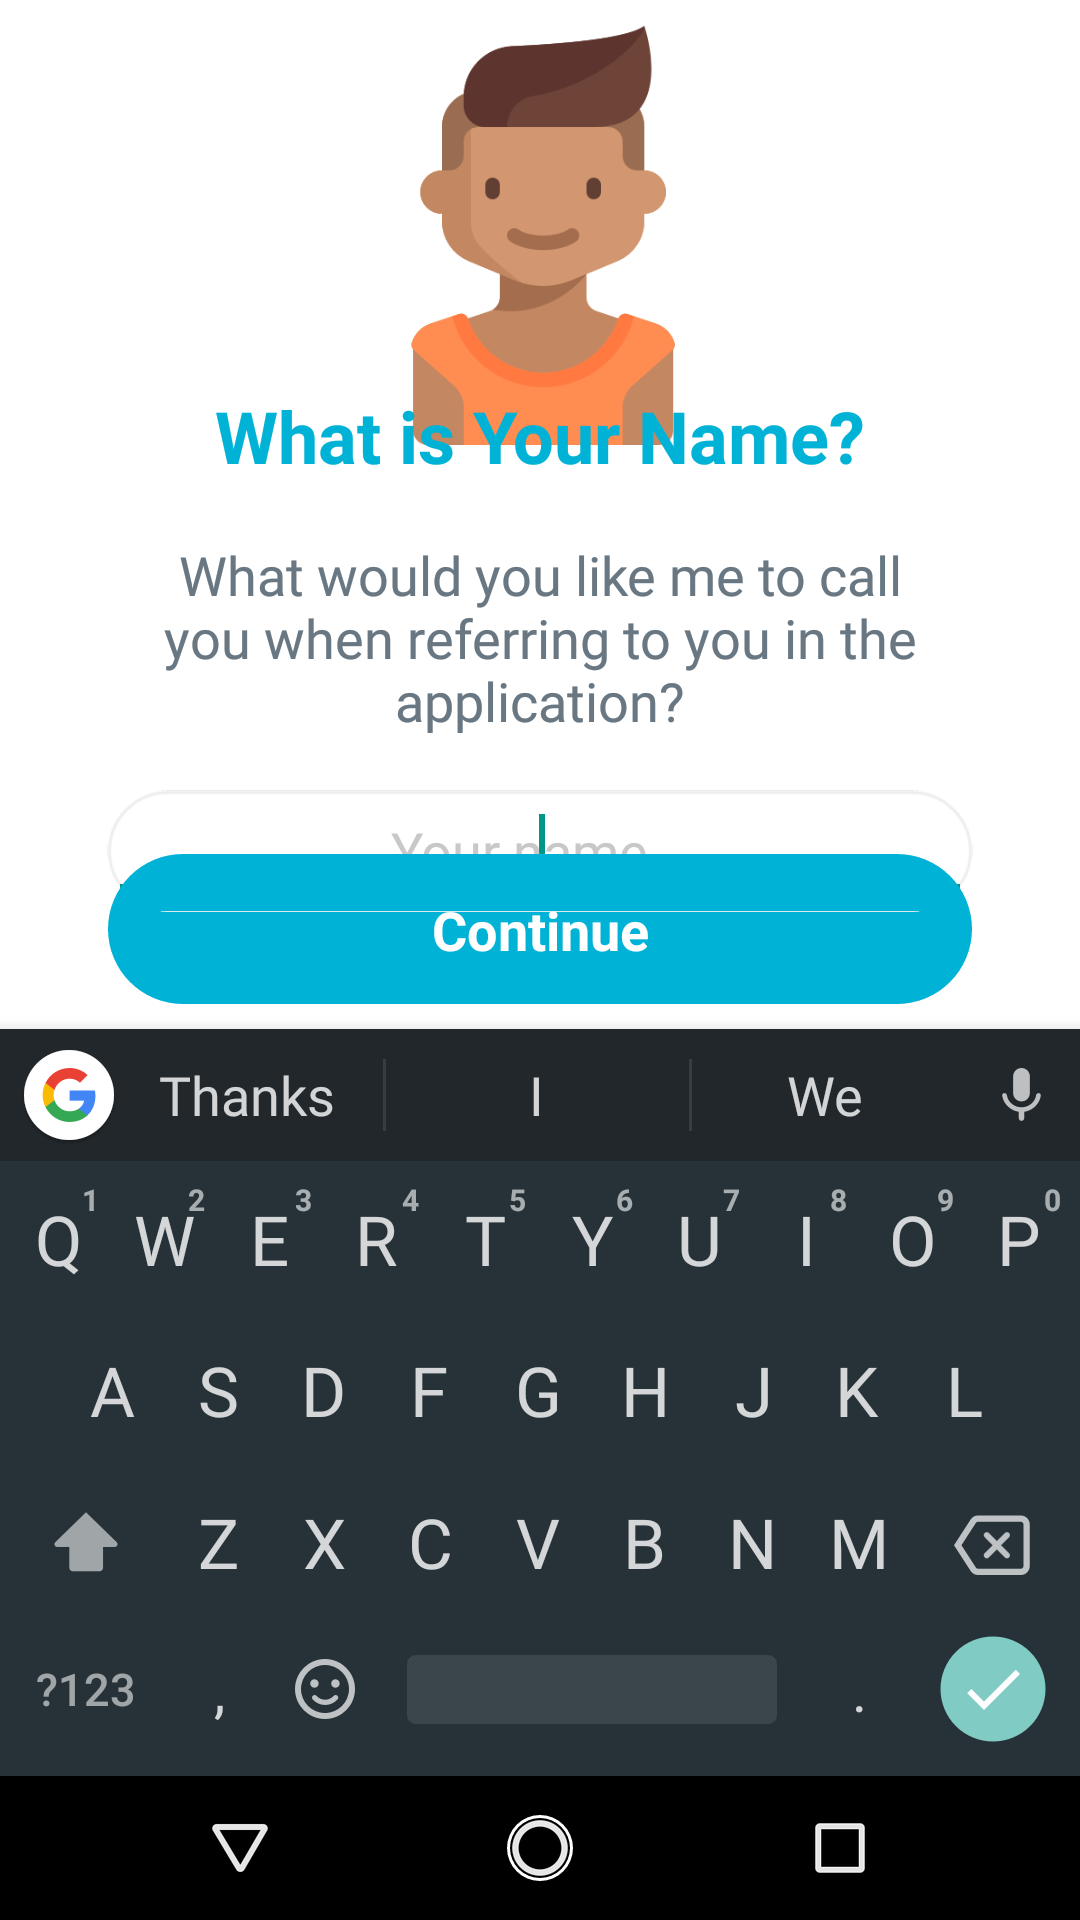 What is Your Name?
What would you like me to call
you when referring to you in the
application?
Your name
Continue
Thanks I We
1 2 3 4 5 6 7 8 9 0
Q W E R T Y U I O P
A S D F G H J K L
Z X C V B N M
?123 , .